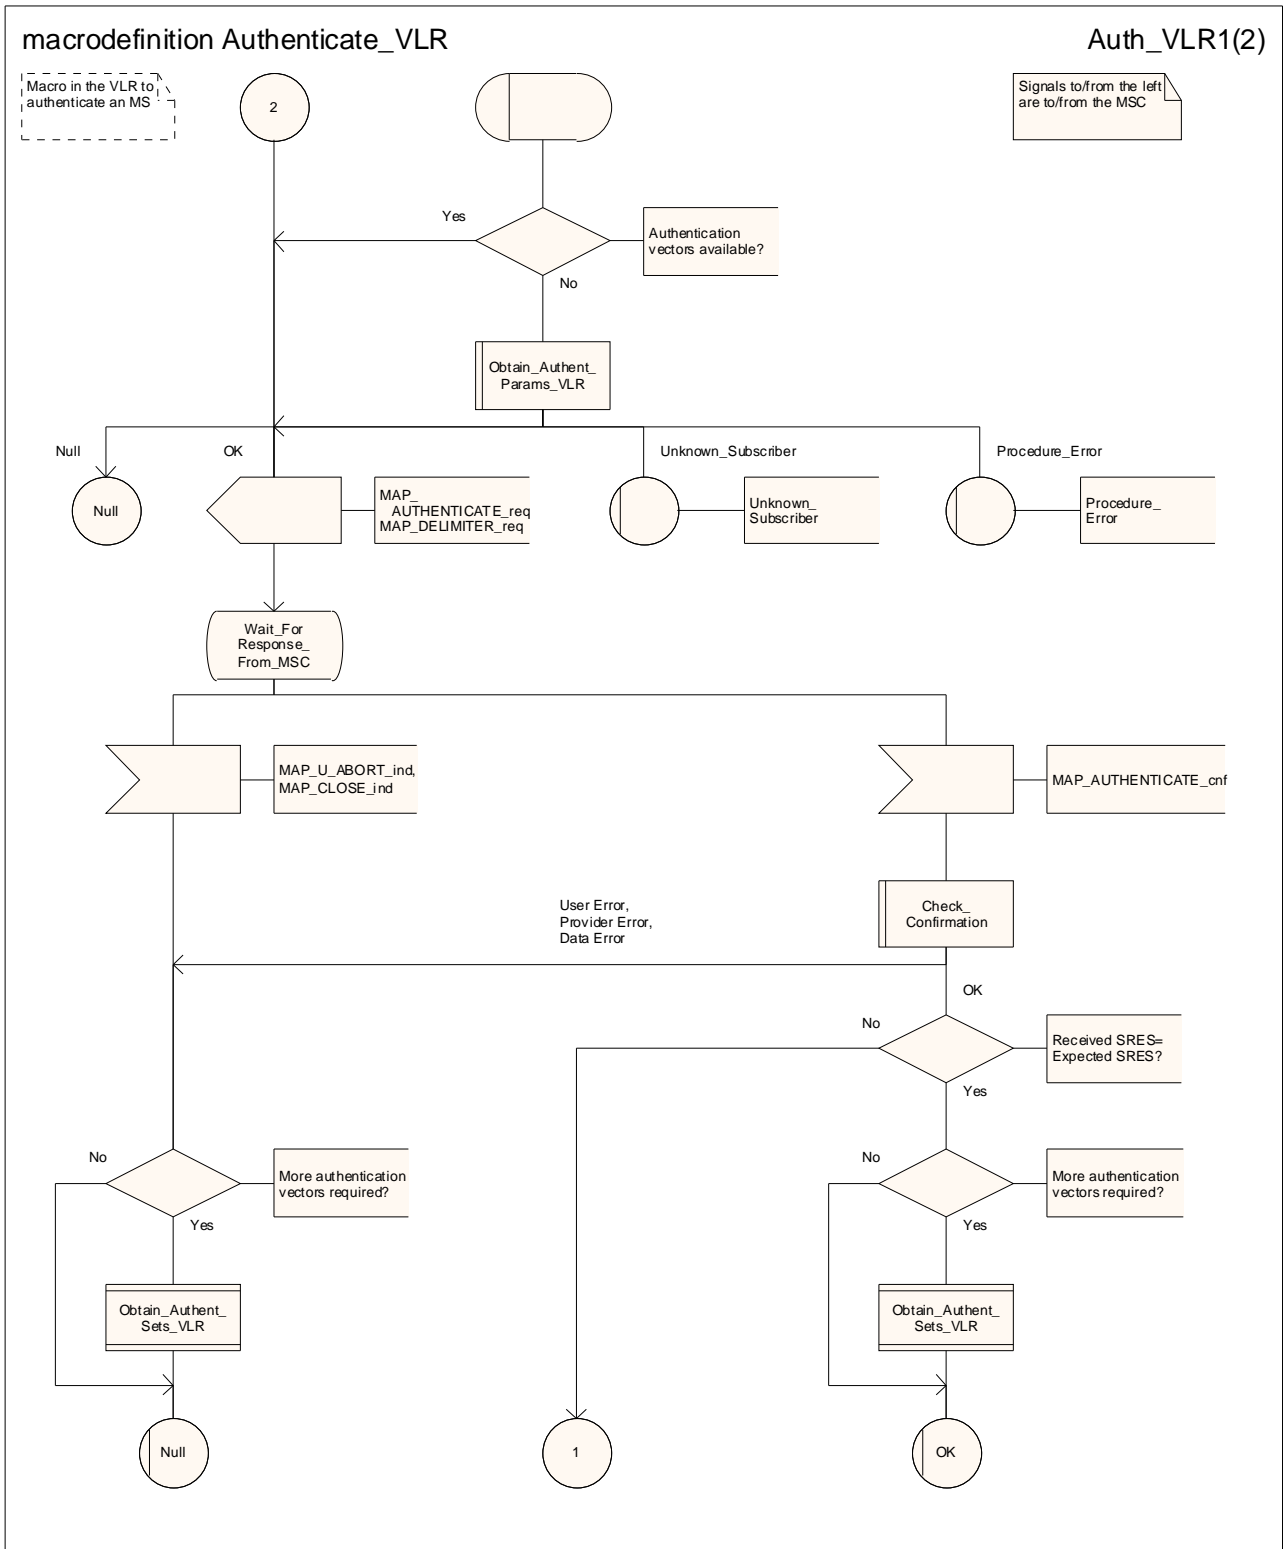 macrodefinition Authenticate_VLR
Auth_VLR1(2)
Macro in the VLR to
authenticate an MS
2
Signals to/from the left
are to/from the MSC
Yes
Authentication
vectors available?
No
Obtain_Authent_
Params_VLR
Null
OK
Unknown_Subscriber
Procedure_Error
Null
MAP_
AUTHENTICATE_req
MAP_DELIMITER_req
Unknown_
Subscriber
Procedure_
Error
Wait_For
Response_
From_MSC
MAP_U_ABORT_ind,
MAP_CLOSE_ind
MAP_AUTHENTICATE_cnf
User Error,
Provider Error,
Data Error
Check_
Confirmation
OK
No
Received SRES=
Expected SRES?
Yes
No
More authentication
vectors required?
Yes
No
More authentication
vectors required?
Yes
Obtain_Authent_
Sets_VLR
Obtain_Authent_
Sets_VLR
Null
1
OK